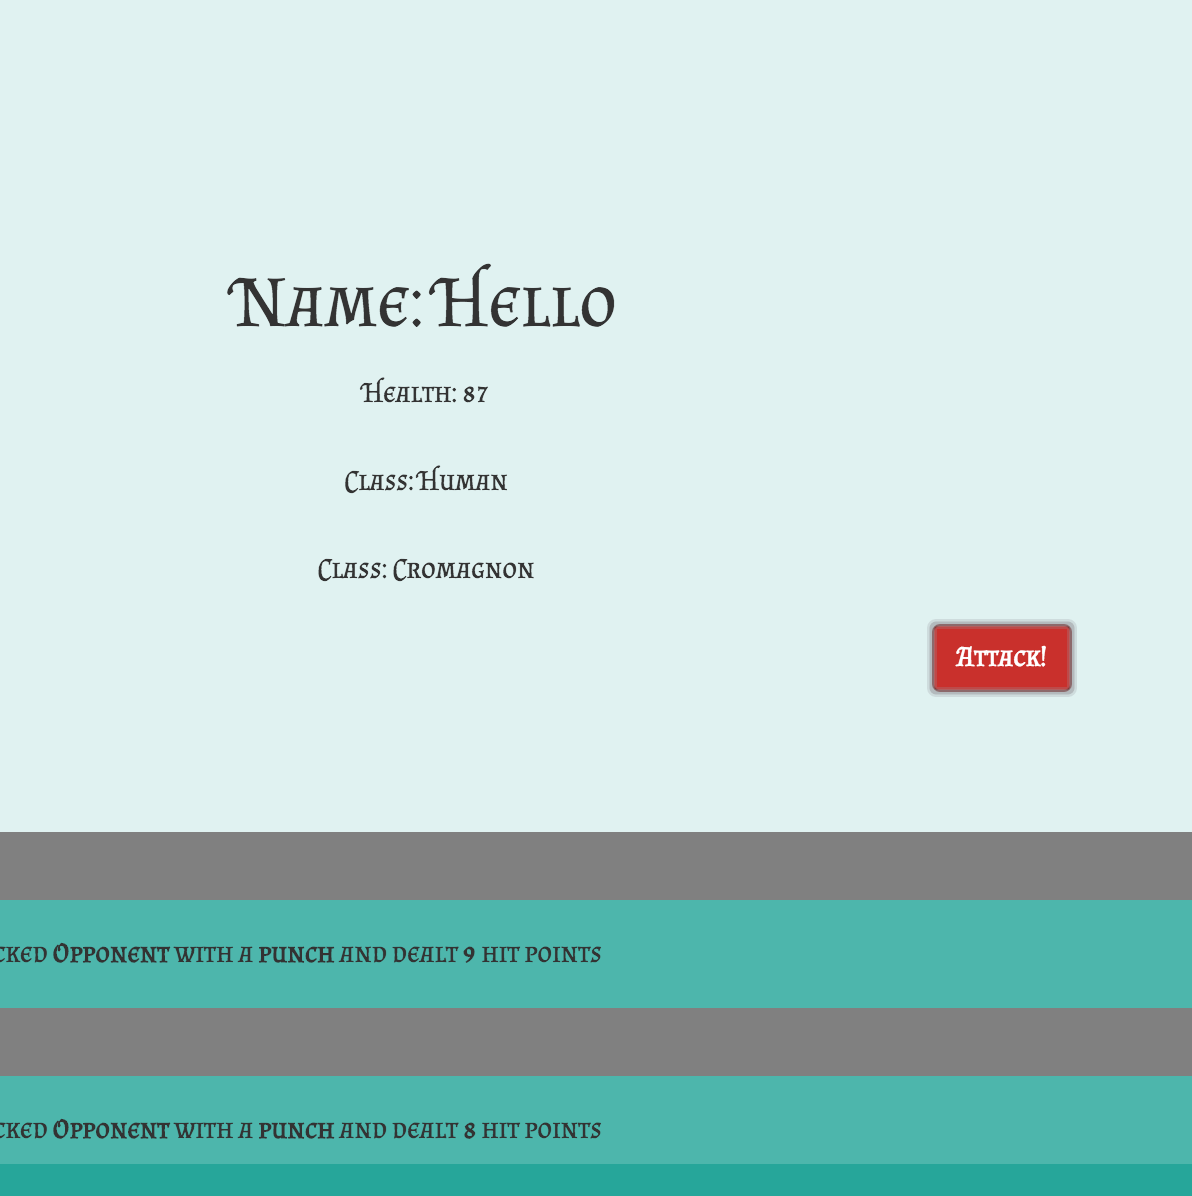 Name: Hello
Health: 87
Class: Human
Class: Cromagnon
Attack!
cked Opponent with a punch and dealt 9 hit points
cked Opponent with a punch and dealt 8 hit points